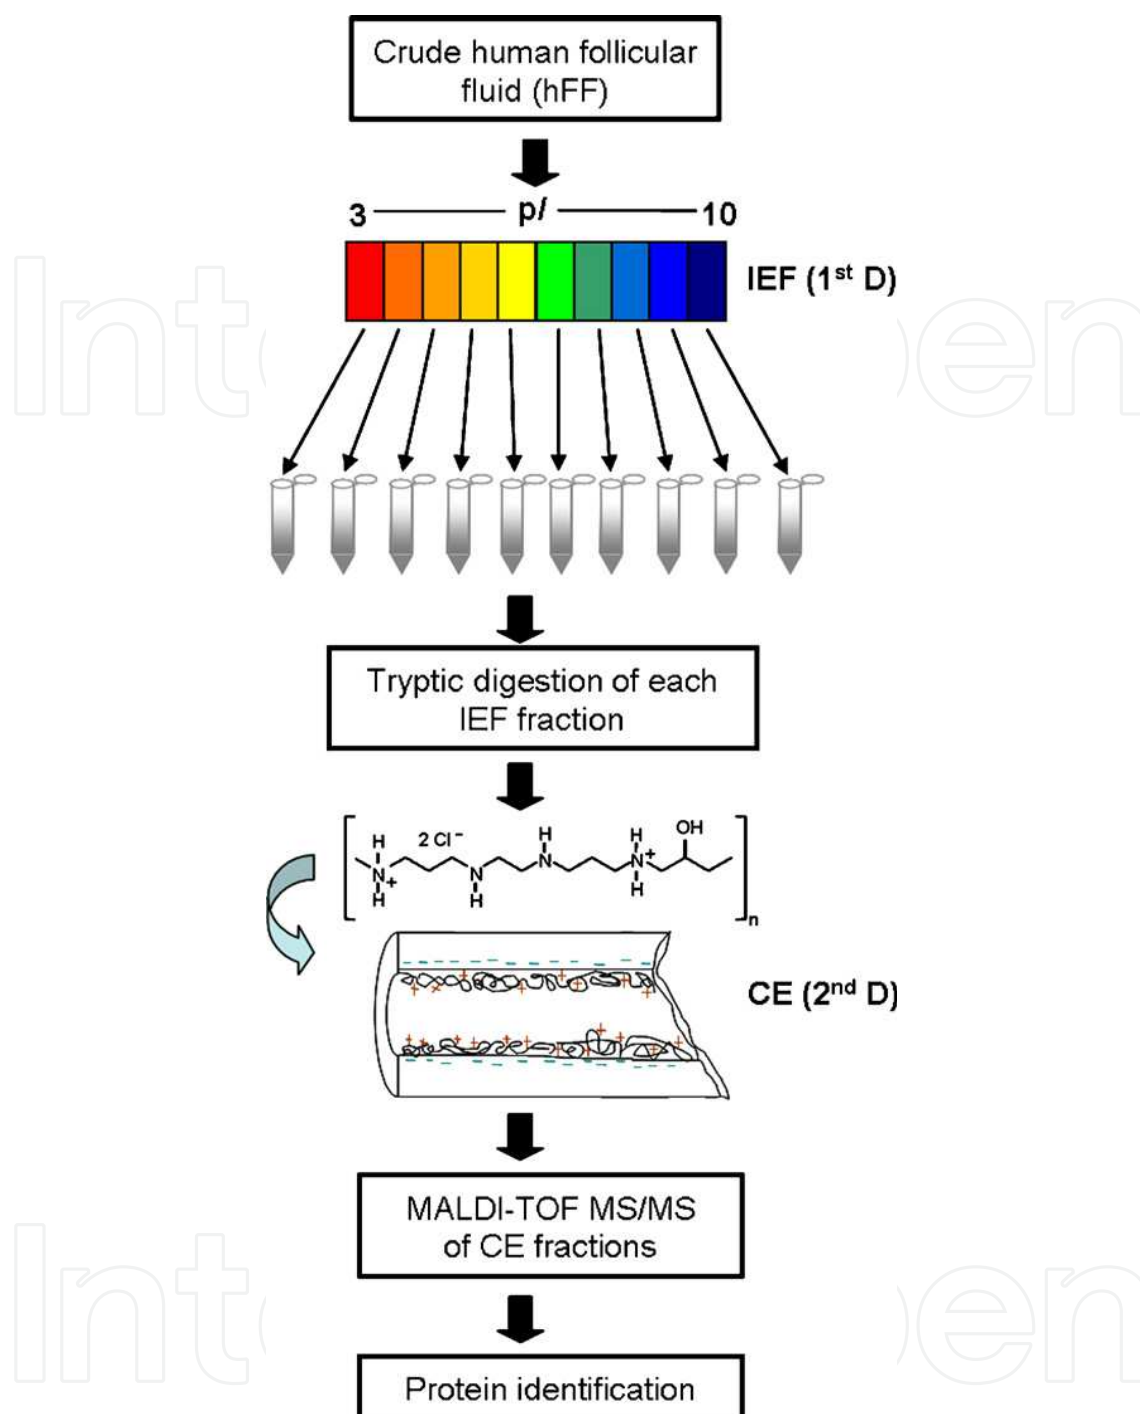 Crude human follicular
fluid (hFF)
3 pI 10
IEF (1st D)
Tryptic digestion of each
IEF fraction
H 2 Cl − H H OH
N + N H N N + H
H H
n
CE (2nd D)
MALDI-TOF MS/MS
of CE fractions
Protein identification